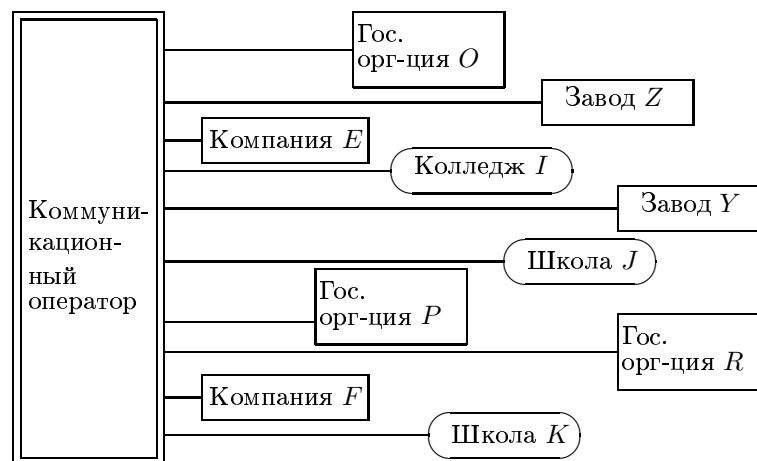 Гос.
орг-ция O
Завод Z
Компания E
Колледж I
Коммуни-
кацион-
ный
оператор
Завод Y
Школа J
Гос.
орг-ция P
Гос.
орг-ция R
Компания F
Школа K